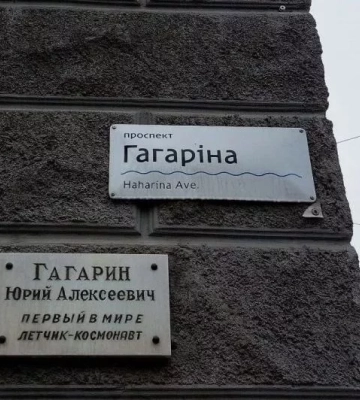 проспект
Гагаріна
Haharina Ave.
ГАГАРИН
Юрий Алексеевич
ПЕРВЫЙ В МИРЕ
ЛЕТЧИК-КОСМОНАВТ